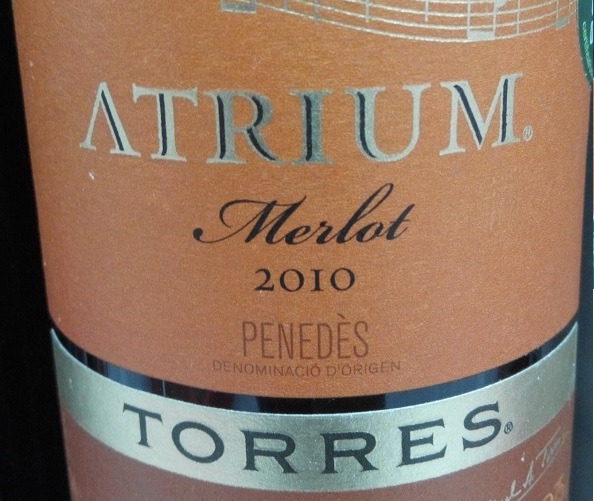 ATRIUM®
Merlot
2010
PENEDÈS
DENOMINACIÓ D'ORIGEN
TORRES®